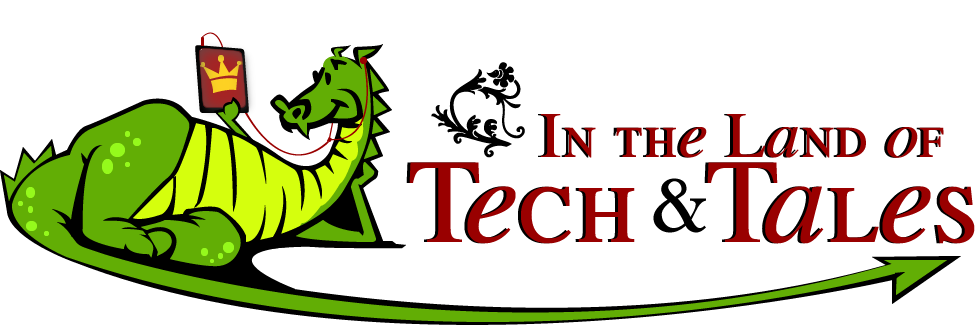 In the Land of
Tech & Tales